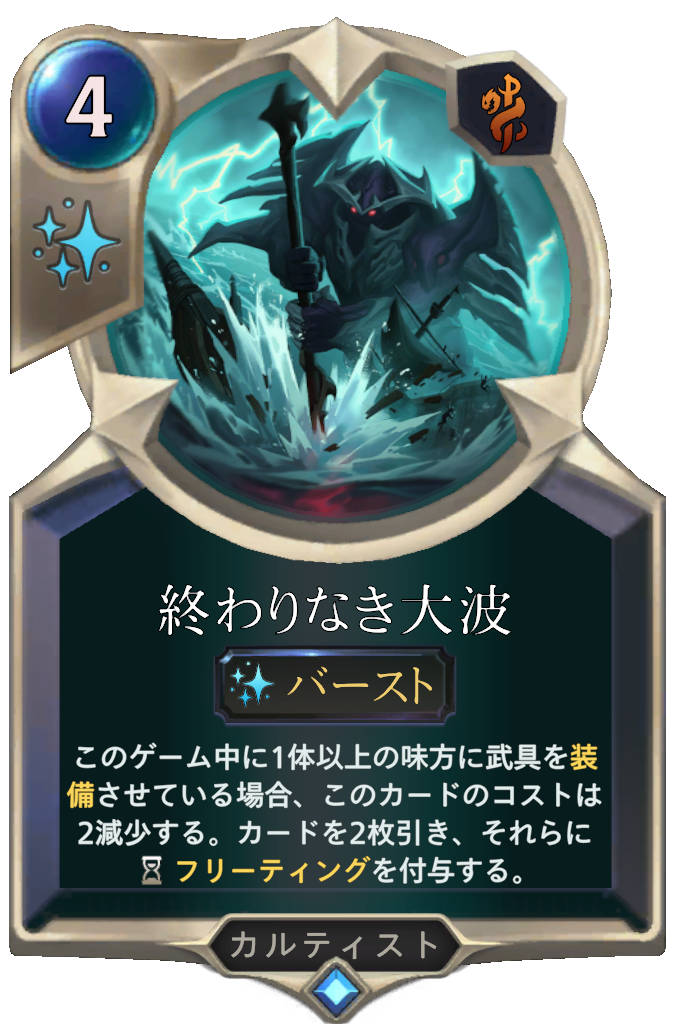 4
終わりなき大波
バースト
このゲーム中に1体以上の味方に武具を装
備させている場合、このカードのコストは
2減少する。カードを2枚引き、それらに
フリーティングを付与する。
カルティスト